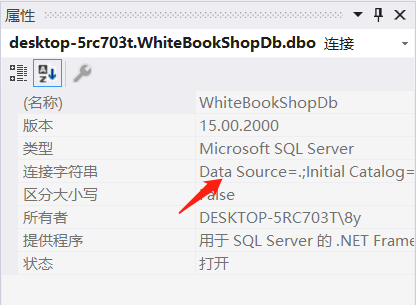 属性
desktop-5rc703t.WhiteBookShopDb.dbo 连接
(名称) WhiteBookShopDb
版本 15.00.2000
类型 Microsoft SQL Server
连接字符串 Data Source=.;Initial Catalog=
区分大小写 False
所有者 DESKTOP-5RC703T\8y
提供程序 用于 SQL Server 的 .NET Frame
状态 打开